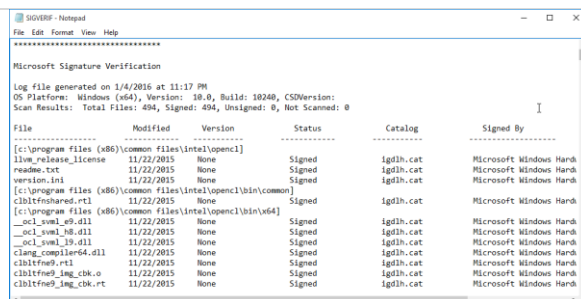 SIGVERIF - Notepad
File Edit Format View Help
********************************
Microsoft Signature Verification
Log file generated on 1/4/2016 at 11:17 PM
OS Platform: Windows (x64), Version: 10.0, Build: 10240, CSDVersion:
Scan Results: Total Files: 494, Signed: 494, Unsigned: 0, Not Scanned: 0
File Modified Version Status Catalog Signed By
------------------ ------------ ----------- ------------ ----------- -------------------
[c:\program files (x86)\common files\intel\opencl]
llvm_release_license 11/22/2015 None Signed igdlh.cat Microsoft Windows Hardw
readme.txt 11/22/2015 None Signed igdlh.cat Microsoft Windows Hardw
version.ini 11/22/2015 None Signed igdlh.cat Microsoft Windows Hardw
[c:\program files (x86)\common files\intel\opencl\bin\common]
clbltfnshared.rtl 11/22/2015 None Signed igdlh.cat Microsoft Windows Hardw
[c:\program files (x86)\common files\intel\opencl\bin\x64]
__ocl_svml_e9.dll 11/22/2015 None Signed igdlh.cat Microsoft Windows Hardw
__ocl_svml_h8.dll 11/22/2015 None Signed igdlh.cat Microsoft Windows Hardw
__ocl_svml_l9.dll 11/22/2015 None Signed igdlh.cat Microsoft Windows Hardw
clang_compiler64.dll 11/22/2015 None Signed igdlh.cat Microsoft Windows Hardw
clbltfne9.rtl 11/22/2015 None Signed igdlh.cat Microsoft Windows Hardw
clbltfne9_img_cbk.o 11/22/2015 None Signed igdlh.cat Microsoft Windows Hardw
clbltfne9_img_cbk.rt 11/22/2015 None Signed igdlh.cat Microsoft Windows Hardw